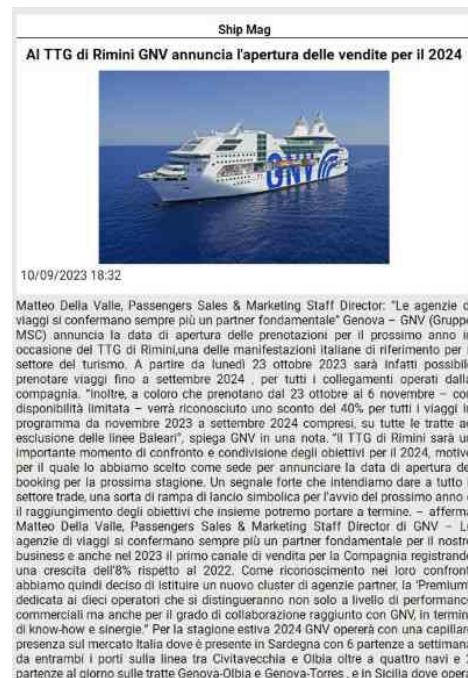 Ship Mag
Al TTG di Rimini GNV annuncia l'apertura delle vendite per il 2024
GNV
10/09/2023 18:32
Matteo Della Valle, Passengers Sales & Marketing Staff Director: "Le agenzie d
viaggi si confermano sempre più un partner fondamentale" Genova – GNV (Gruppo
MSC) annuncia la data di apertura delle prenotazioni per il prossimo anno in
occasione del TTG di Rimini,una delle manifestazioni italiane di riferimento per i
settore del turismo. A partire da lunedì 23 ottobre 2023 sarà infatti possibile
prenotare viaggi fino a settembre 2024 , per tutti i collegamenti operati dalla
compagnia. "Inoltre, a coloro che prenotano dal 23 ottobre al 6 novembre – con
disponibilità limitata – verrà riconosciuto uno sconto del 40% per tutti i viaggi in
programma da novembre 2023 a settembre 2024 compresi, su tutte le tratte ad
esclusione delle linee Baleari", spiega GNV in una nota. "Il TTG di Rimini sarà un
importante momento di confronto e condivisione degli obiettivi per il 2024, motivo
per il quale lo abbiamo scelto come sede per annunciare la data di apertura del
booking per la prossima stagione. Un segnale forte che intendiamo dare a tutto i
settore trade, una sorta di rampa di lancio simbolica per l'avvio del prossimo anno e
il raggiungimento degli obiettivi che insieme potremo portare a termine. – afferma
Matteo Della Valle, Passengers Sales & Marketing Staff Director di GNV – Le
agenzie di viaggi si confermano sempre più un partner fondamentale per il nostro
business e anche nel 2023 il primo canale di vendita per la Compagnia registrando
una crescita dell'8% rispetto al 2022. Come riconoscimento nei loro confronti
abbiamo quindi deciso di istituire un nuovo cluster di agenzie partner, la 'Premium'
dedicata ai dieci operatori che si distingueranno non solo a livello di performance
commerciali ma anche per il grado di collaborazione raggiunto con GNV, in termini
di know-how e sinergie." Per la stagione estiva 2024 GNV opererà con una capillare
presenza sul mercato Italia dove è presente in Sardegna con 6 partenze a settimana
da entrambi i porti sulla linea tra Civitavecchia e Olbia oltre a quattro navi e 2
partenze al giorno sulle tratte Genova-Olbia e Genova-Torres , e in Sicilia dove opera